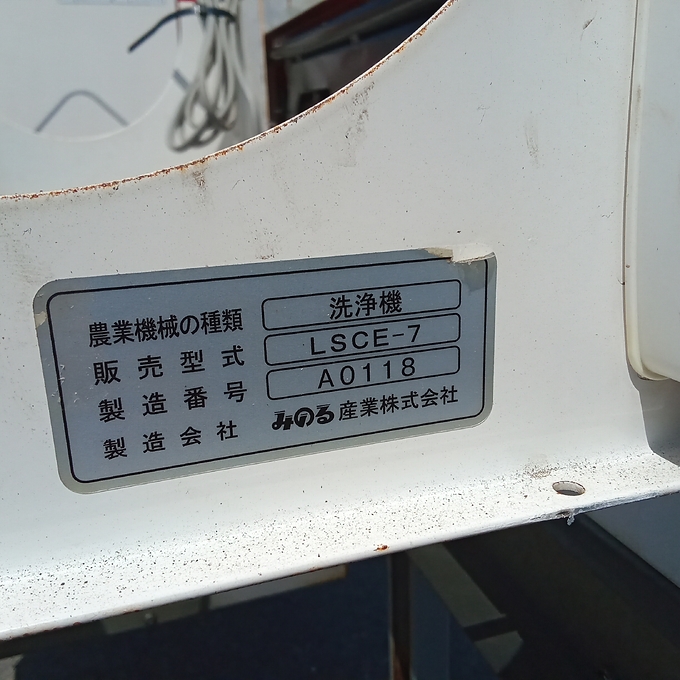 農業機械の種類 洗浄機
販売型式 LSCE-7
製造番号 A0118
製造会社 みのる産業株式会社